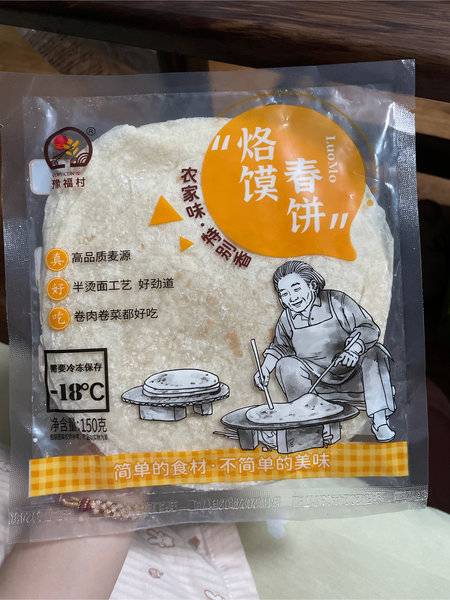 ®
豫福村
"烙馍
春饼"
LuoMo
农家味·特别香
真 高品质麦源
好 半烫面工艺 好劲道
吃 卷肉卷菜都好吃
需要冷冻保存
-18°C
净含量:150克
简单的食材·不简单的美味